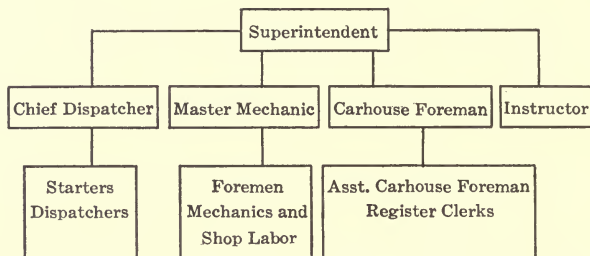 Superintendent
Chief Dispatcher
Master Mechanic
Carhouse Foreman
Instructor
Starters
Dispatchers
Foremen
Mechanics and
Shop Labor
Asst. Carhouse Foreman
Register Clerks